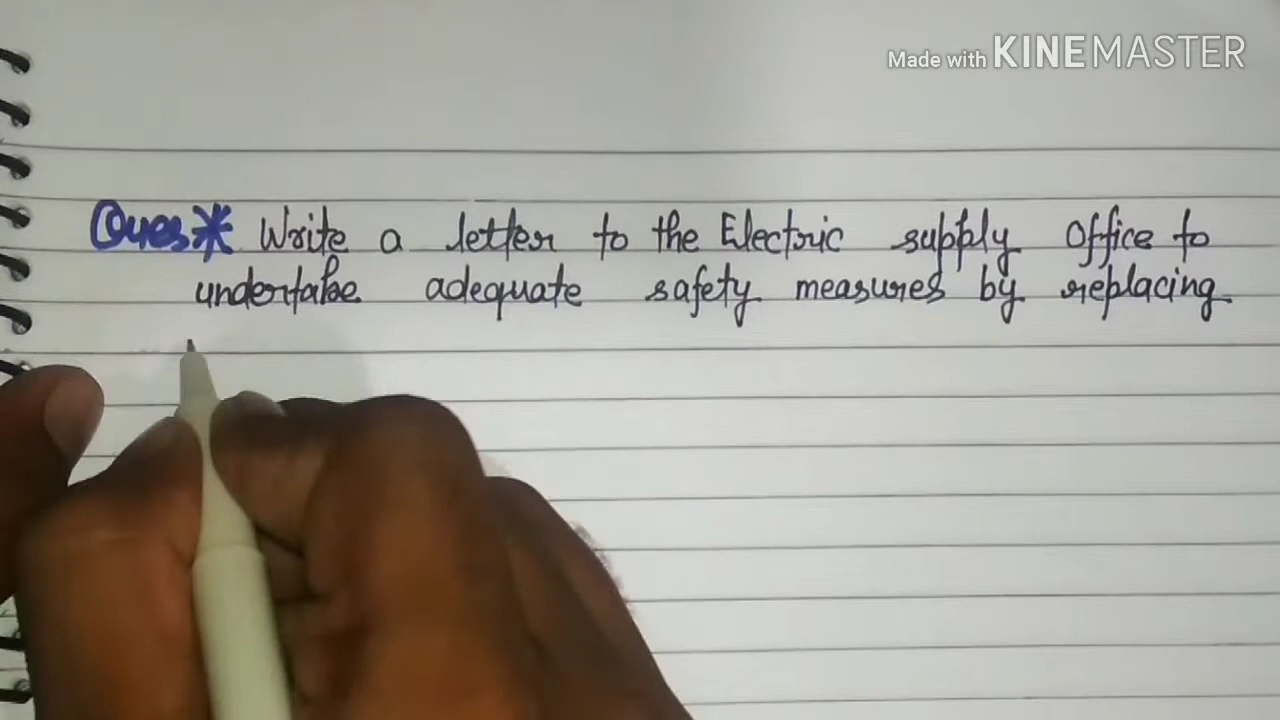 Made with KINEMASTER
Ques* Write a letter to the Electric supply Office to
undertake adequate safety measures by replacing